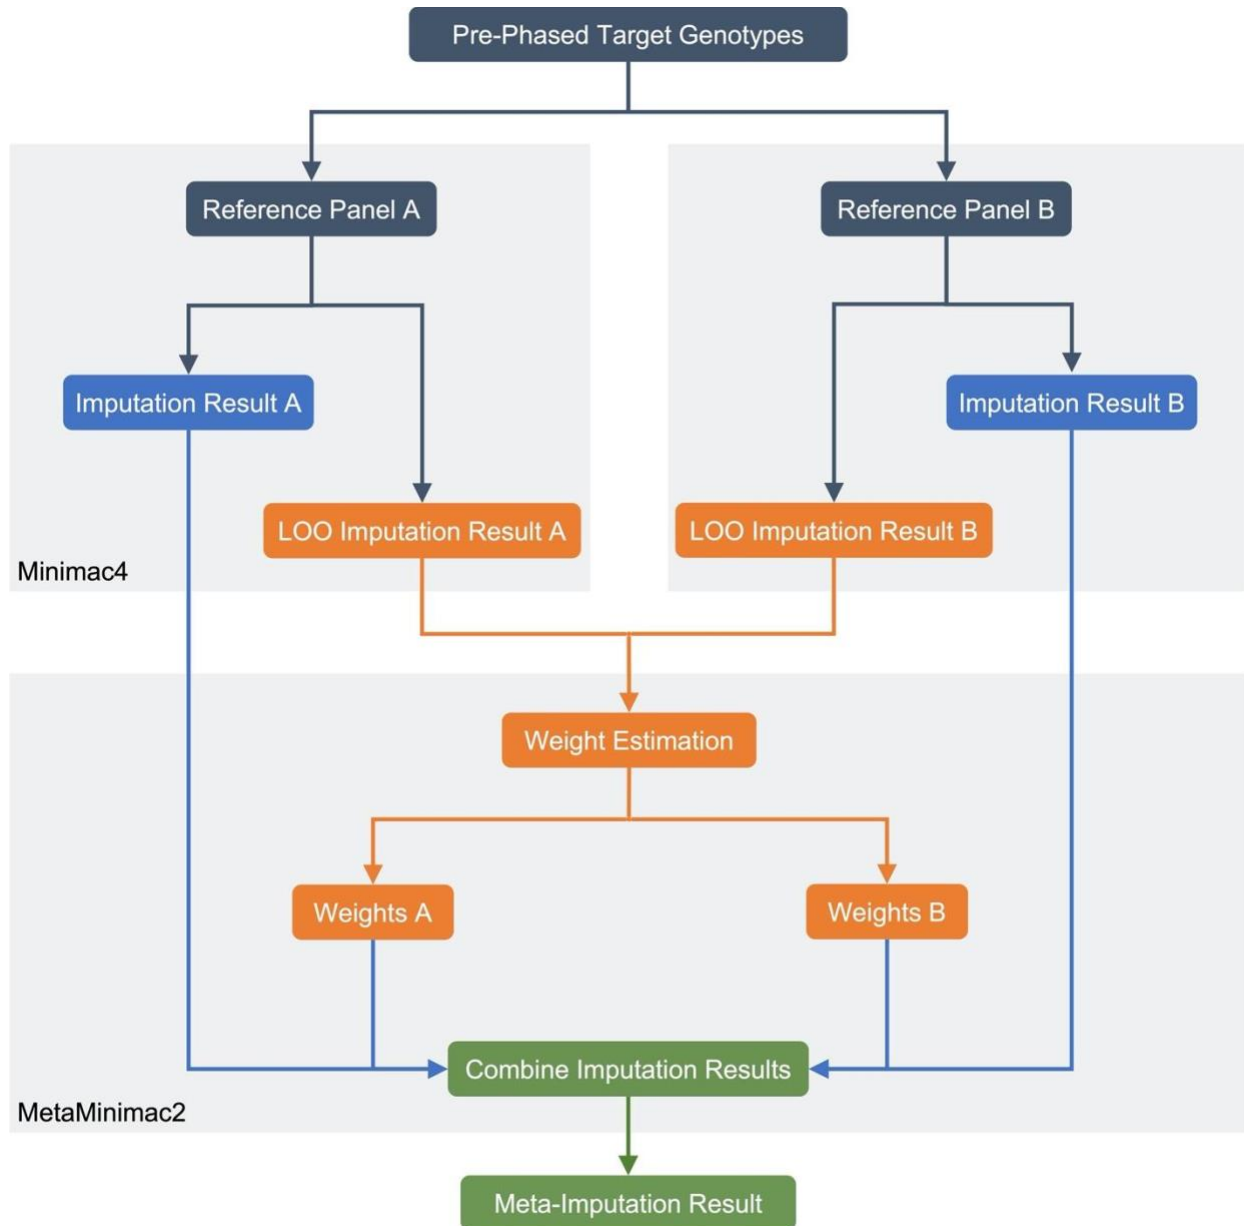 Pre-Phased Target Genotypes
Reference Panel A
Reference Panel B
Imputation Result A
Imputation Result B
LOO Imputation Result A
LOO Imputation Result B
Minimac4
Weight Estimation
Weights A
Weights B
Combine Imputation Results
MetaMinimac2
Meta-Imputation Result